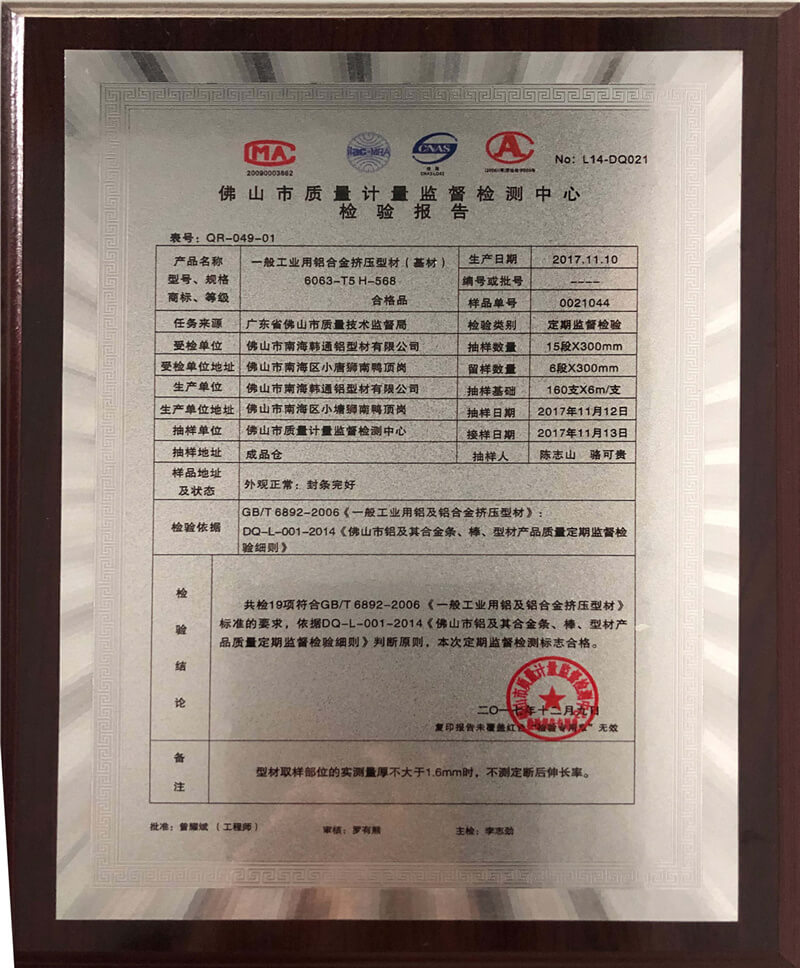 MA
20090003662
ilac-MRA
CNAS
A
No: L14-DQ021
佛山市质量计量监督检测中心
检验报告
表号: QR-049-01
产品名称 一般工业用铝合金挤压型材（基材） 生产日期 2017.11.10
型号、规格 6063-T5 H-568 编号或批号 ----
商标、等级 合格品 样品单号 0021044
任务来源 广东省佛山市质量技术监督局 检验类别 定期监督检验
受检单位 佛山市南海韩通铝型材有限公司 抽样数量 15段X300mm
受检单位地址 佛山市南海区小唐狮南鸭顶岗 留样数量 6段X300mm
生产单位 佛山市南海韩通铝型材有限公司 抽样基础 160支X6m/支
生产单位地址 佛山市南海区小塘狮南鸭顶岗 抽样日期 2017年11月12日
抽样单位 佛山市质量计量监督检测中心 接样日期 2017年11月13日
抽样地址 成品仓 抽样人 陈志山 骆可贵
样品地址
及状态 外观正常；封条完好
检验依据 GB/T 6892-2006《一般工业用铝及铝合金挤压型材》:
DQ-L-001-2014《佛山市铝及其合金条、棒、型材产品质量定期监督检
验细则》
检验结论
共检19项符合GB/T 6892-2006《一般工业用铝及铝合金挤压型材》
标准的要求，依据DQ-L-001-2014《佛山市铝及其合金条、棒、型材产
品质量定期监督检验细则》判断原则，本次定期监督检测标志合格。
二〇一七年十二月九日
复印报告未覆盖红色"检验专用章"无效
备注 型材取样部位的实测量厚不大于1.6mm时，不测定断后伸长率。
批准: 曾耀斌（工程师） 审核: 罗有熊 主检: 李志劲